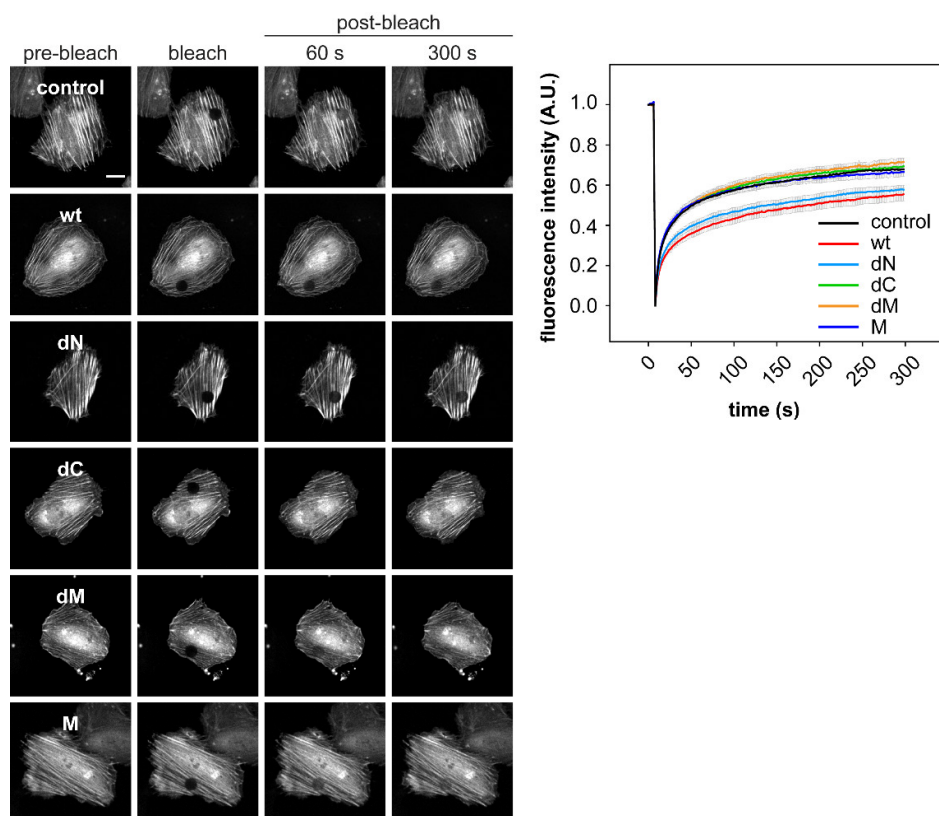 post-bleach
pre-bleach bleach 60 s 300 s
control
wt
dN
dC
dM
M
fluorescence intensity (A.U.)
1.0
0.8
0.6
0.4
0.2
0.0
control
wt
dN
dC
dM
M
0 50 100 150 200 250 300
time (s)